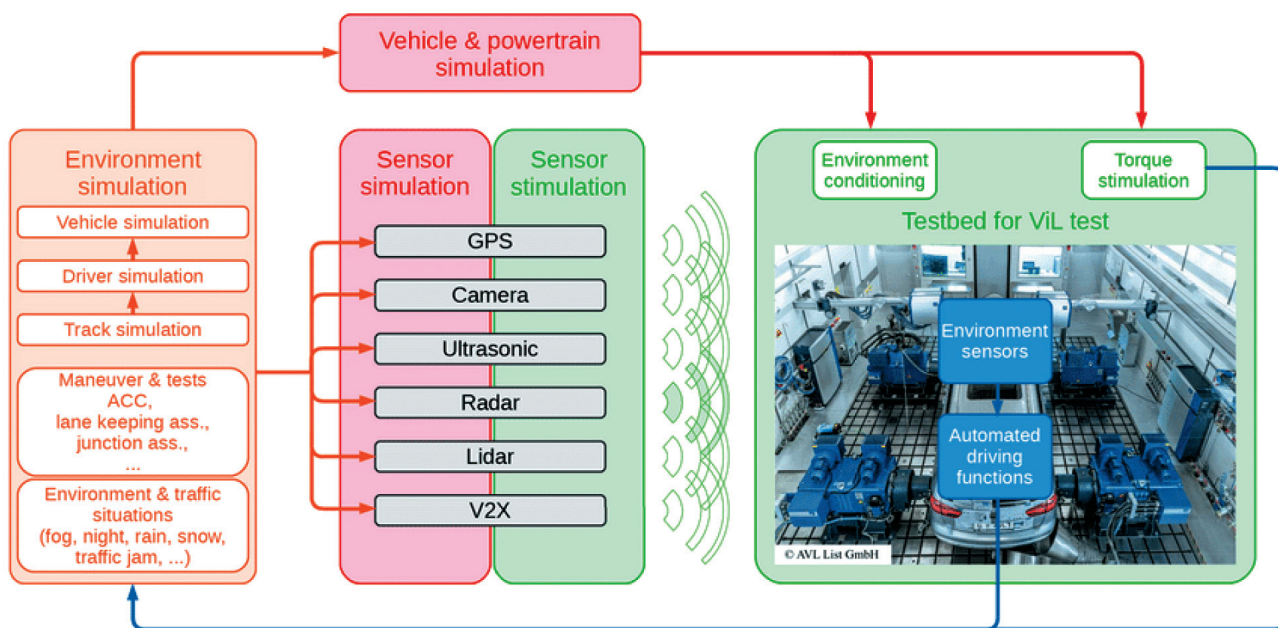 Vehicle & powertrain
simulation
Environment
simulation
Vehicle simulation
Driver simulation
Track simulation
Maneuver & tests
ACC,
lane keeping ass.,
junction ass.,
...
Environment & traffic
situations
(fog, night, rain, snow,
traffic jam, ...)
Sensor
simulation
Sensor
stimulation
GPS
Camera
Ultrasonic
Radar
Lidar
V2X
Environment
conditioning
Torque
stimulation
Testbed for ViL test
Environment
sensors
Automated
driving
functions
© AVL List GmbH